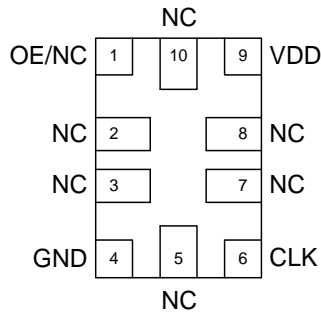 NC
OE/NC 1 10 9 VDD
NC 2 8 NC
NC 3 7 NC
GND 4 5 6 CLK
NC